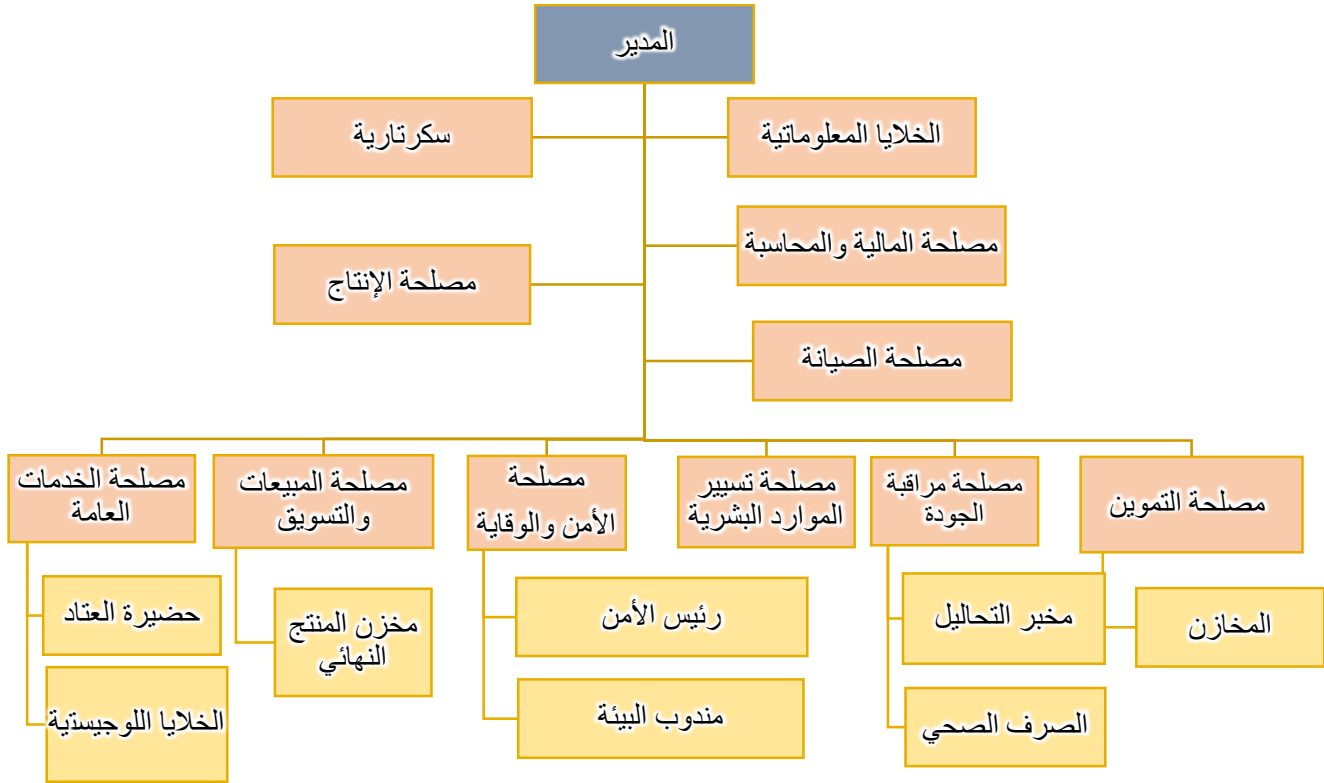 المدير
الخلايا المعلوماتية
سكرتارية
مصلحة المالية والمحاسبة
مصلحة الإنتاج
مصلحة الصيانة
مصلحة التموين
مصلحة مراقبة
الجودة
مصلحة تسيير
الموارد البشرية
مصلحة
الأمن والوقاية
مصلحة المبيعات
والتسويق
مصلحة الخدمات
العامة
المخازن
مخبر التحاليل
الصرف الصحي
رئيس الأمن
مندوب البيئة
مخزن المنتج
النهائي
حضيرة العتاد
الخلايا اللوجيستية